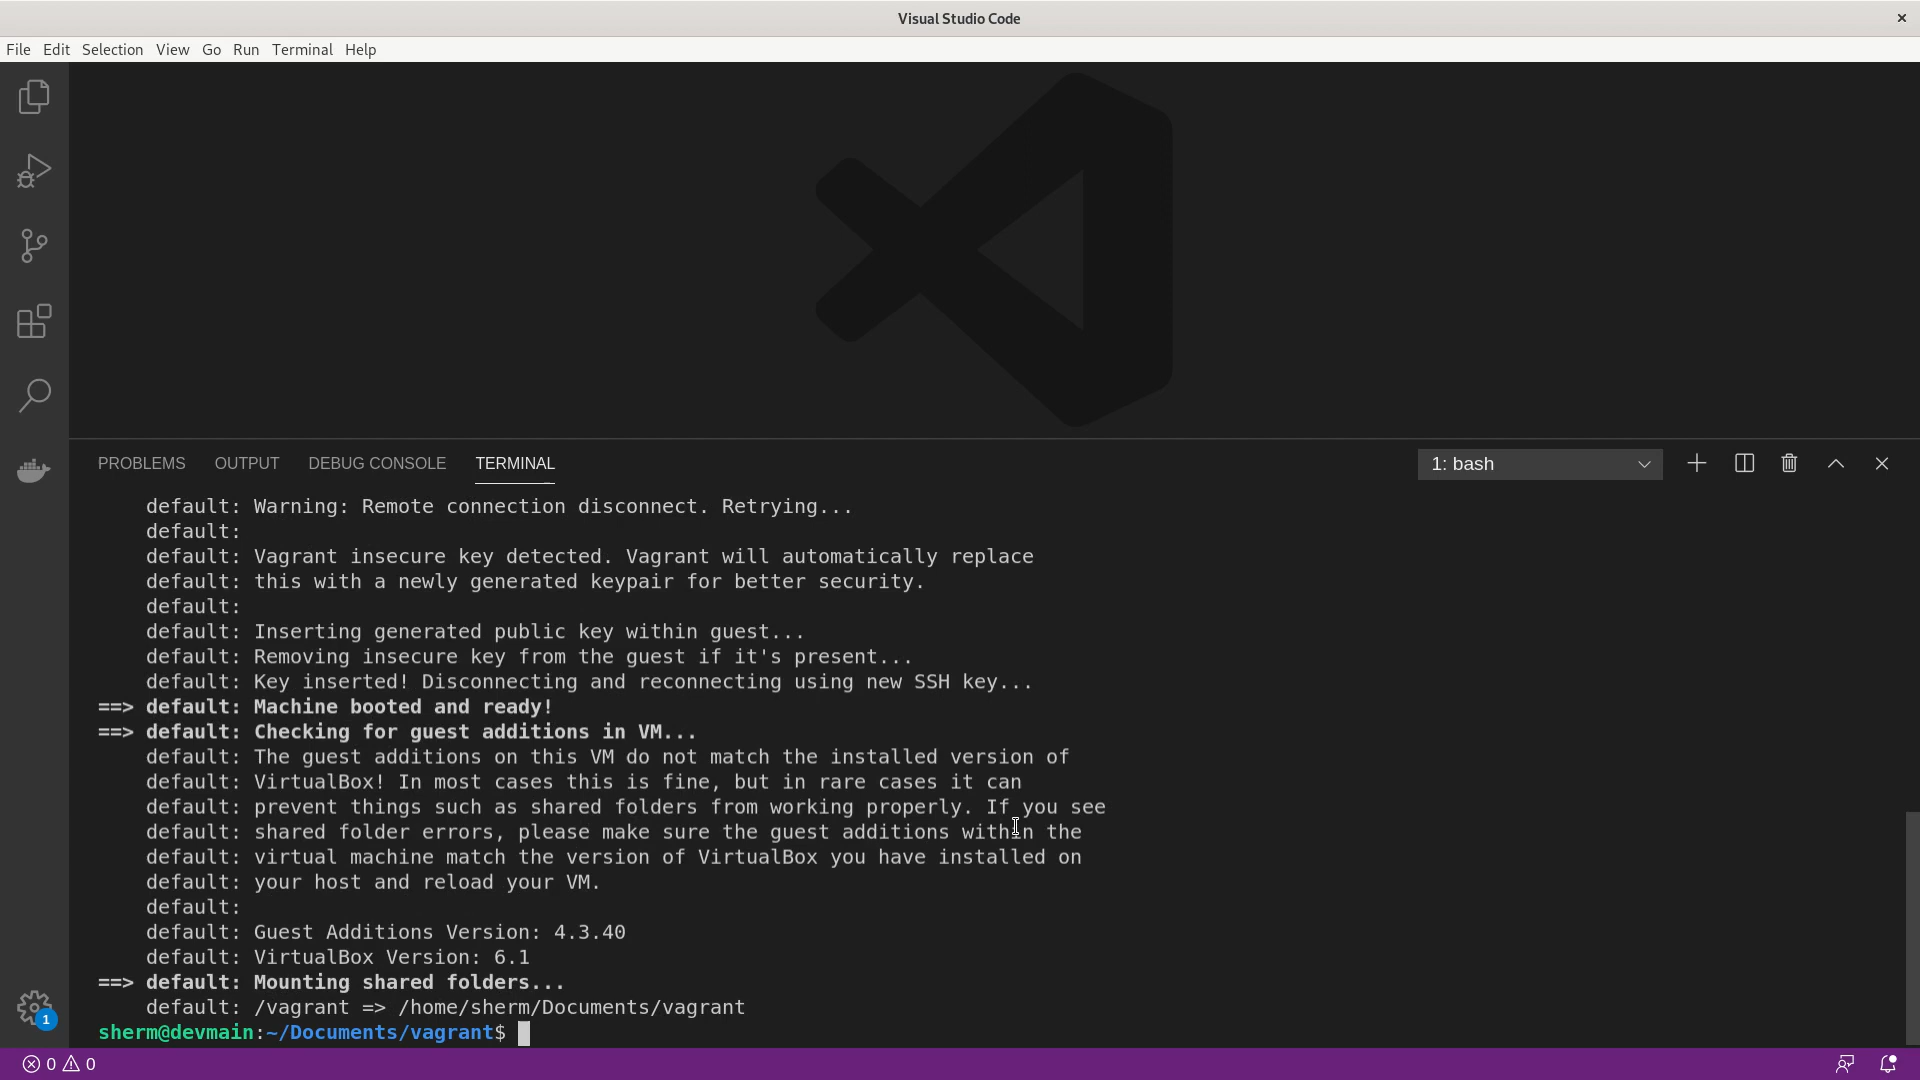 Visual Studio Code
File Edit Selection View Go Run Terminal Help
PROBLEMS OUTPUT DEBUG CONSOLE TERMINAL 1: bash
default: Warning: Remote connection disconnect. Retrying...
default:
default: Vagrant insecure key detected. Vagrant will automatically replace
default: this with a newly generated keypair for better security.
default:
default: Inserting generated public key within guest...
default: Removing insecure key from the guest if it's present...
default: Key inserted! Disconnecting and reconnecting using new SSH key...
==> default: Machine booted and ready!
==> default: Checking for guest additions in VM...
default: The guest additions on this VM do not match the installed version of
default: VirtualBox! In most cases this is fine, but in rare cases it can
default: prevent things such as shared folders from working properly. If you see
default: shared folder errors, please make sure the guest additions within the
default: virtual machine match the version of VirtualBox you have installed on
default: your host and reload your VM.
default:
default: Guest Additions Version: 4.3.40
default: VirtualBox Version: 6.1
==> default: Mounting shared folders...
default: /vagrant => /home/sherm/Documents/vagrant
sherm@devmain:~/Documents/vagrant$
1
0 0